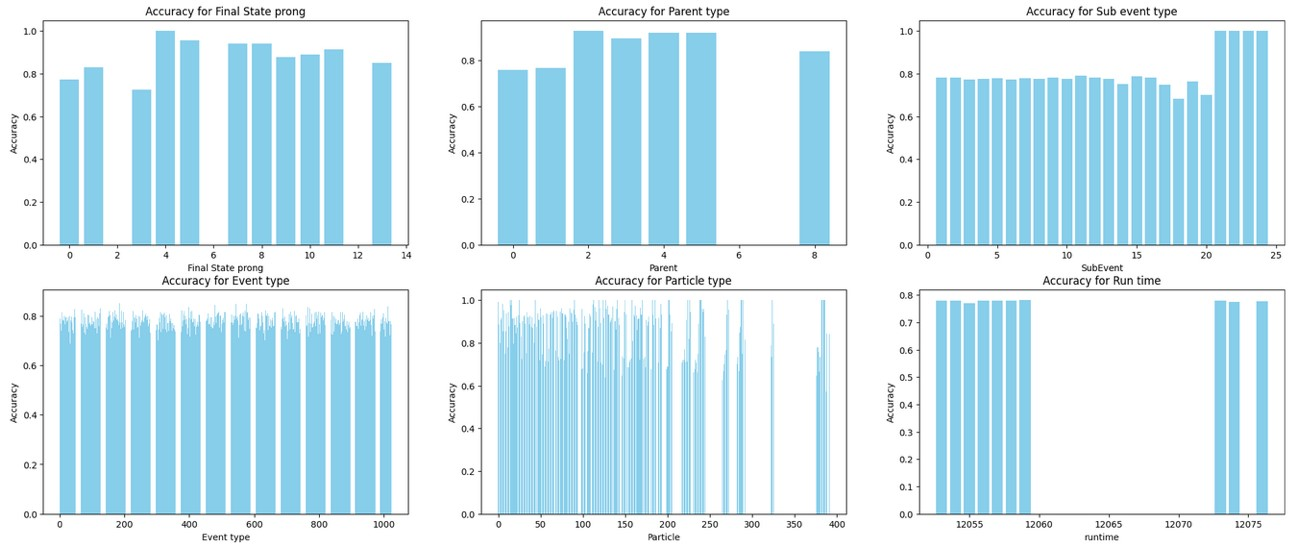 Accuracy for Final State prong
1.0
0.8
0.6
0.4
0.2
0.0
Accuracy
0 2 4 6 8 10 12 14
Final State prong
Accuracy for Parent type
1.0
0.8
0.6
0.4
0.2
0.0
Accuracy
0 2 4 6 8
Parent
Accuracy for Sub event type
1.0
0.8
0.6
0.4
0.2
0.0
Accuracy
0 5 10 15 20 25
SubEvent
Accuracy for Event type
0.8
0.6
0.4
0.2
0.0
Accuracy
0 200 400 600 800 1000
Event type
Accuracy for Particle type
1.0
0.8
0.6
0.4
0.2
0.0
Accuracy
0 50 100 150 200 250 300 350 400
Particle
Accuracy for Run time
0.8
0.7
0.6
0.5
0.4
0.3
0.2
0.1
0.0
Accuracy
12055 12060 12065 12070 12075
runtime